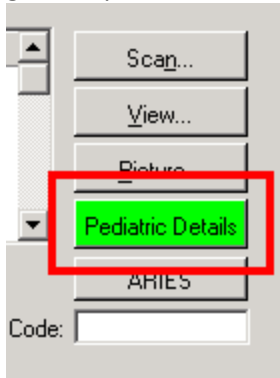 Scan...
View...
Picture...
Pediatric Details
ARIES
Code: